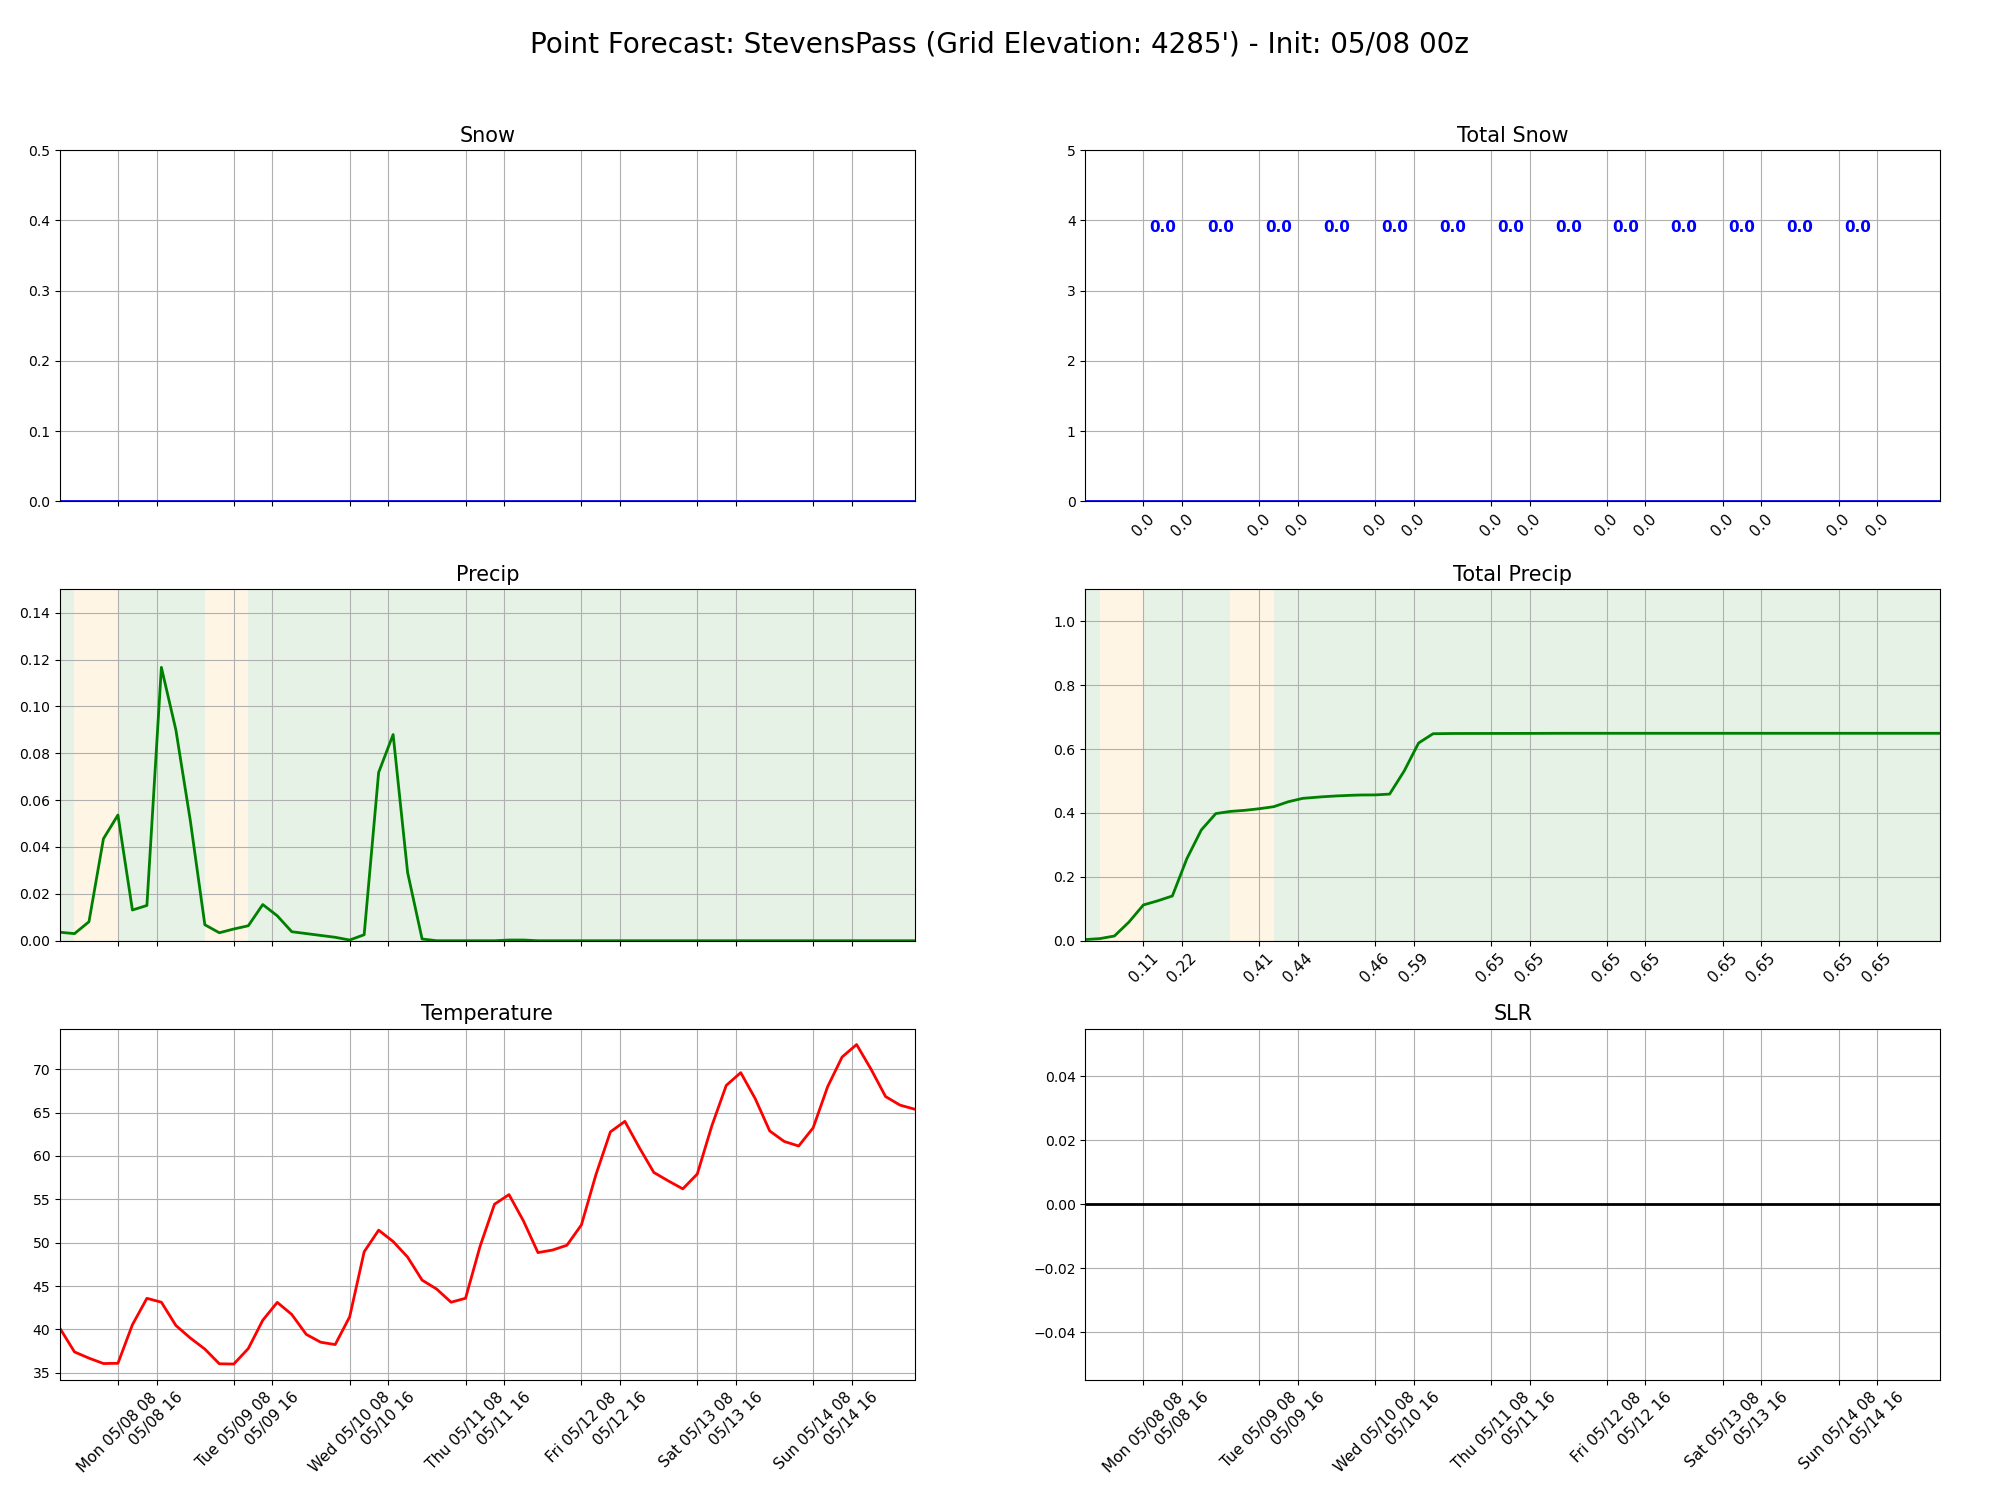 Point Forecast: StevensPass (Grid Elevation: 4285') - Init: 05/08 00z
Snow
0.5
0.4
0.3
0.2
0.1
0.0
Total Snow
5
4
3
2
1
0
0.0 0.0 0.0 0.0 0.0 0.0 0.0 0.0 0.0 0.0 0.0 0.0 0.0
0.0 0.0 0.0 0.0 0.0 0.0 0.0 0.0 0.0 0.0 0.0 0.0 0.0 0.0
Precip
0.14
0.12
0.10
0.08
0.06
0.04
0.02
0.00
Total Precip
1.0
0.8
0.6
0.4
0.2
0.0
0.11 0.22 0.41 0.44 0.46 0.59 0.65 0.65 0.65 0.65 0.65 0.65 0.65 0.65
Temperature
70
65
60
55
50
45
40
35
Mon 05/08 08
05/08 16
Tue 05/09 08
05/09 16
Wed 05/10 08
05/10 16
Thu 05/11 08
05/11 16
Fri 05/12 08
05/12 16
Sat 05/13 08
05/13 16
Sun 05/14 08
05/14 16
SLR
0.04
0.02
0.00
−0.02
−0.04
Mon 05/08 08
05/08 16
Tue 05/09 08
05/09 16
Wed 05/10 08
05/10 16
Thu 05/11 08
05/11 16
Fri 05/12 08
05/12 16
Sat 05/13 08
05/13 16
Sun 05/14 08
05/14 16